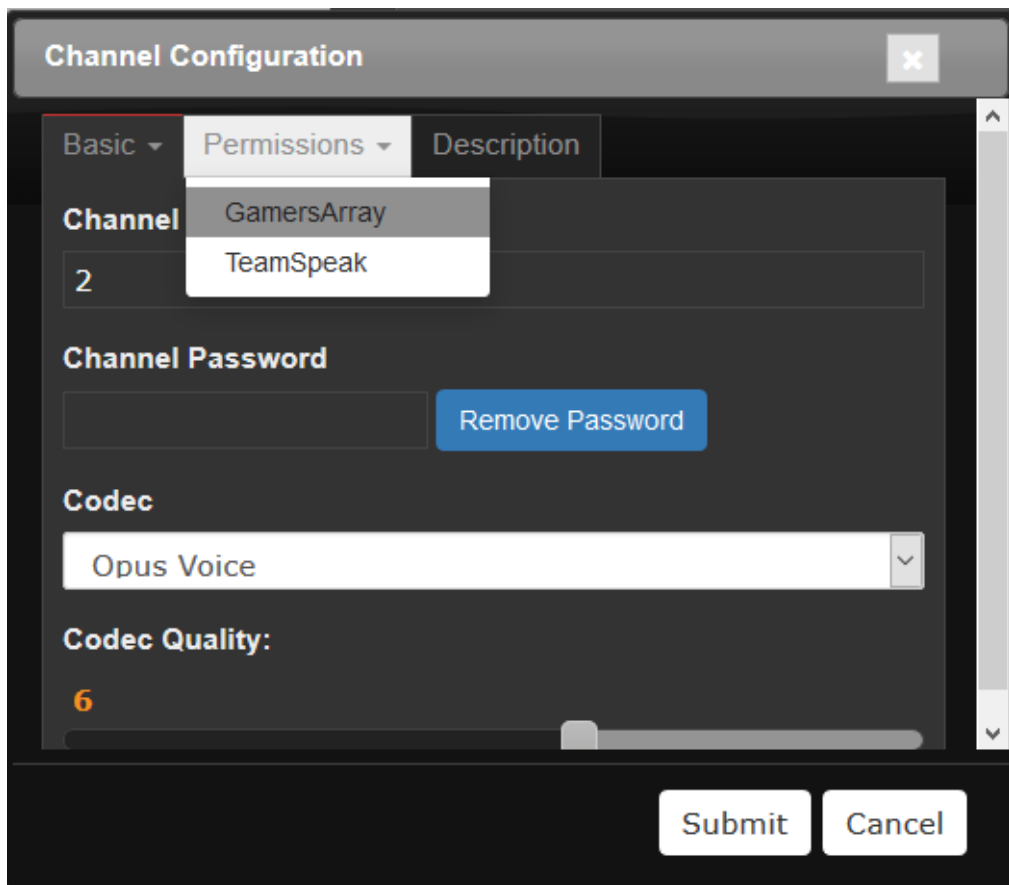 Channel Configuration
Basic Permissions Description
GamersArray
Channel
TeamSpeak
2
Channel Password
Remove Password
Codec
Opus Voice
Codec Quality:
6
Submit Cancel